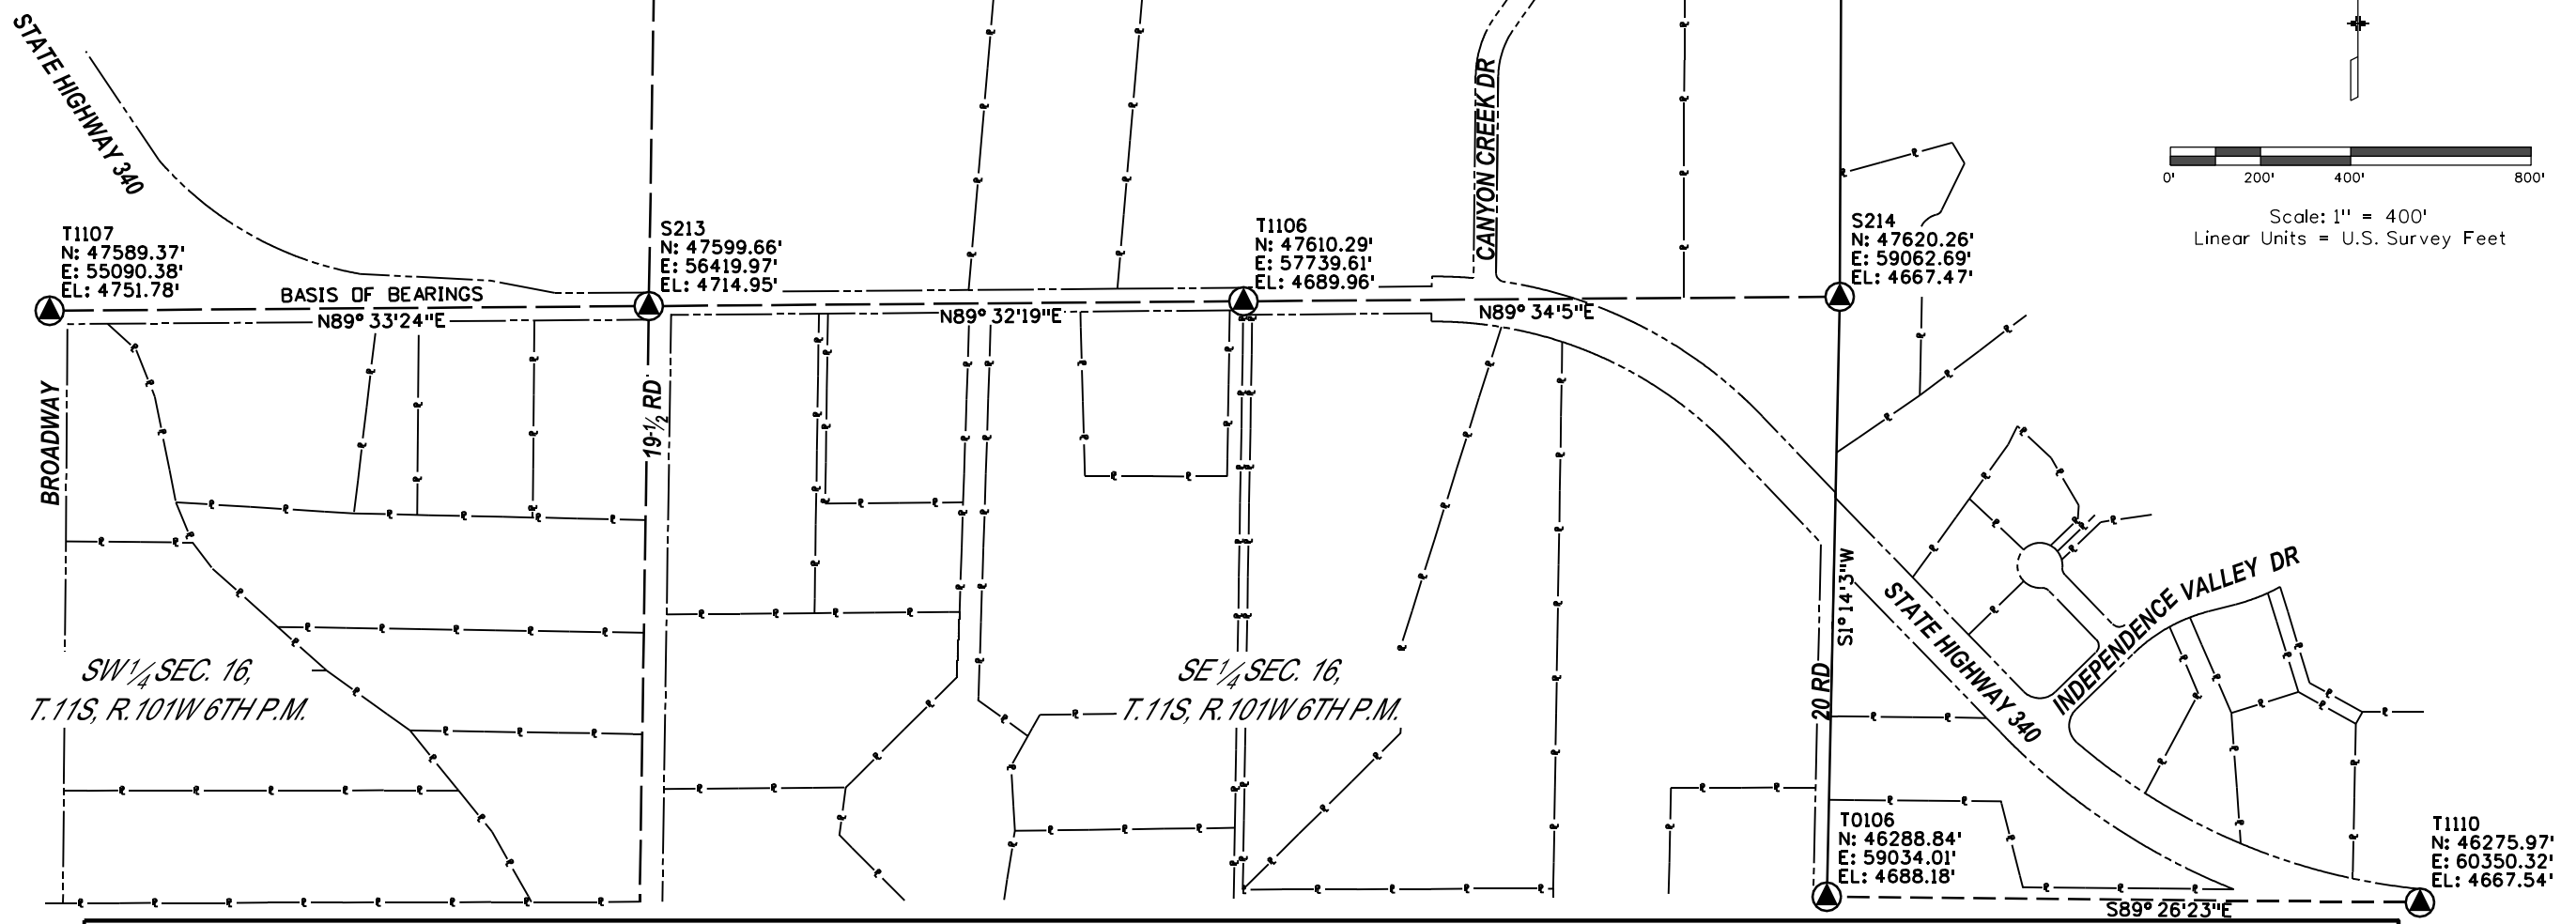 STATE HIGHWAY 340
T1107
N: 47589.37'
E: 55090.38'
EL: 4751.78'
BASIS OF BEARINGS
N89° 33'24"E
S213
N: 47599.66'
E: 56419.97'
EL: 4714.95'
N89° 32'19"E
T1106
N: 47610.29'
E: 57739.61'
EL: 4689.96'
CANYON CREEK DR
N89° 34'5"E
S214
N: 47620.26'
E: 59062.69'
EL: 4667.47'
0' 200' 400' 800'
Scale: 1" = 400'
Linear Units = U.S. Survey Feet
BROADWAY
19-½ RD
S1° 14'3"W
20 RD
STATE HIGHWAY 340
INDEPENDENCE VALLEY DR
SW ¼ SEC. 16,
T. 11S, R. 101W 6TH P.M.
SE ¼ SEC. 16,
T. 11S, R. 101W 6TH P.M.
T0106
N: 46288.84'
E: 59034.01'
EL: 4688.18'
S89° 26'23"E
T1110
N: 46275.97'
E: 60350.32'
EL: 4667.54'